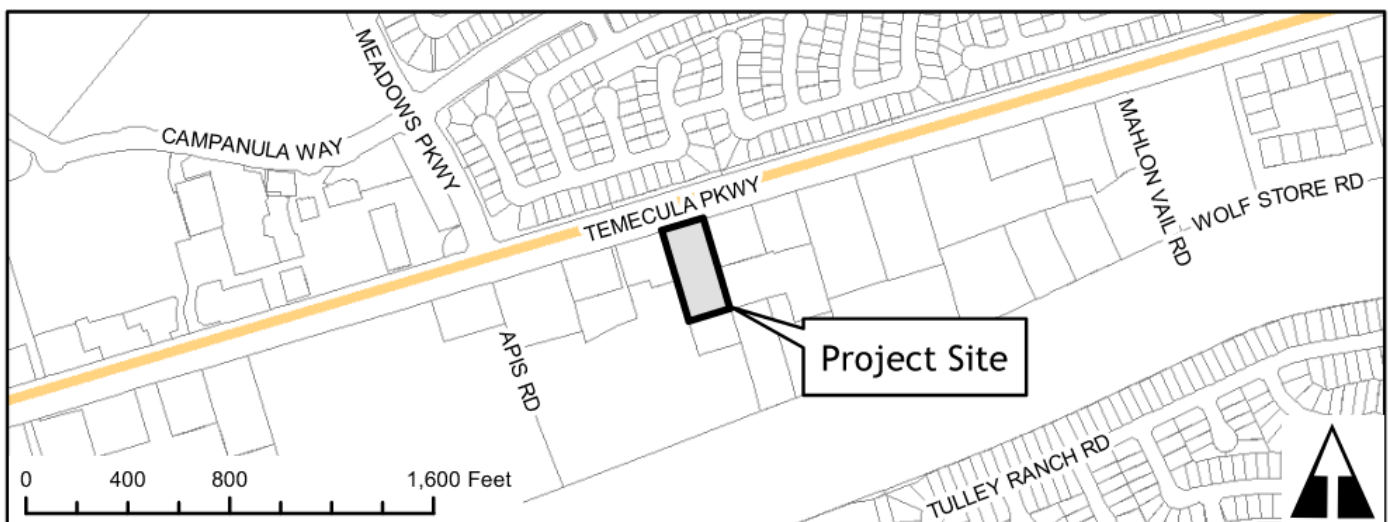 MEADOWS PKWY
CAMPANULA WAY
MAHLON VAIL RD
WOLF STORE RD
TEMECULA PKWY
Project Site
APIS RD
TULLEY RANCH RD
0 400 800 1,600 Feet